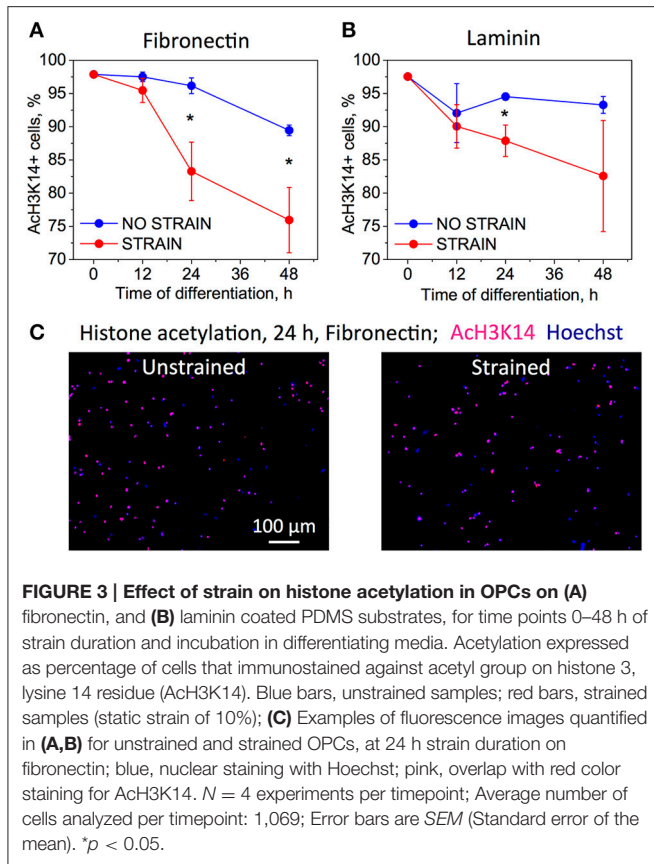 A
Fibronectin
B
Laminin
AcH3K14+ cells, %
100
95
90
85
80
75
70
*
*
NO STRAIN
STRAIN
0
12
24
36
48
Time of differentiation, h
AcH3K14+ cells, %
100
95
90
85
80
75
70
*
NO STRAIN
STRAIN
0
12
24
36
48
Time of differentiation, h
C Histone acetylation, 24 h, Fibronectin; AcH3K14 Hoechst
Unstrained
100 µm
Strained
FIGURE 3 | Effect of strain on histone acetylation in OPCs on (A)
fibronectin, and (B) laminin coated PDMS substrates, for time points 0–48 h of
strain duration and incubation in differentiating media. Acetylation expressed
as percentage of cells that immunostained against acetyl group on histone 3,
lysine 14 residue (AcH3K14). Blue bars, unstrained samples; red bars, strained
samples (static strain of 10%); (C) Examples of fluorescence images quantified
in (A,B) for unstrained and strained OPCs, at 24 h strain duration on
fibronectin; blue, nuclear staining with Hoechst; pink, overlap with red color
staining for AcH3K14. N = 4 experiments per timepoint; Average number of
cells analyzed per timepoint: 1,069; Error bars are SEM (Standard error of the
mean). *p < 0.05.